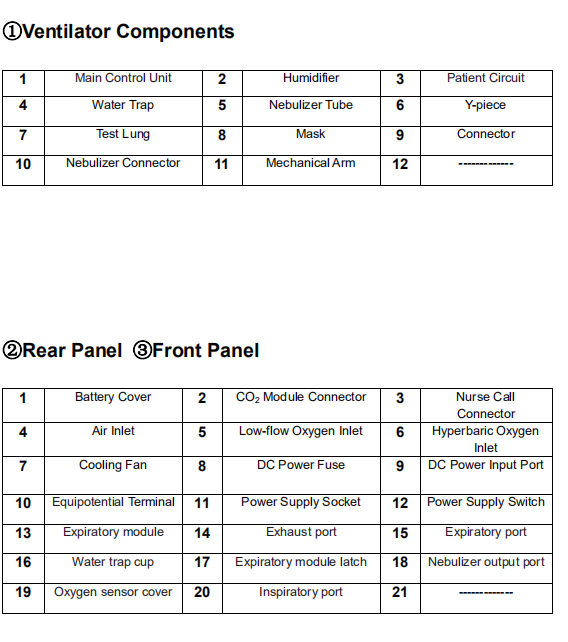 ①Ventilator Components
1 Main Control Unit 2 Humidifier 3 Patient Circuit
4 Water Trap 5 Nebulizer Tube 6 Y-piece
7 Test Lung 8 Mask 9 Connector
10 Nebulizer Connector 11 Mechanical Arm 12 -------------
②Rear Panel ③Front Panel
1 Battery Cover 2 CO₂ Module Connector 3 Nurse Call
Connector
4 Air Inlet 5 Low-flow Oxygen Inlet 6 Hyperbaric Oxygen
Inlet
7 Cooling Fan 8 DC Power Fuse 9 DC Power Input Port
10 Equipotential Terminal 11 Power Supply Socket 12 Power Supply Switch
13 Expiratory module 14 Exhaust port 15 Expiratory port
16 Water trap cup 17 Expiratory module latch 18 Nebulizer output port
19 Oxygen sensor cover 20 Inspiratory port 21 -------------